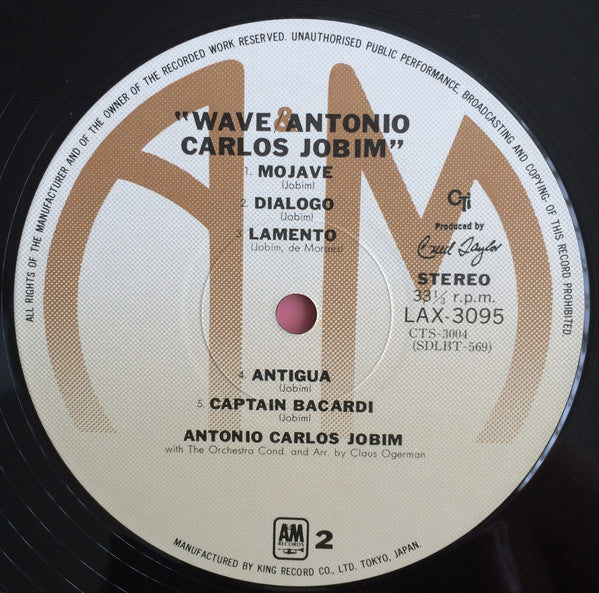 ALL RIGHTS OF THE MANUFACTURER AND OF THE OWNER OF THE RECORDED WORK RESERVED. UNAUTHORISED PUBLIC PERFORMANCE, BROADCASTING AND COPYING OF THIS RECORD PROHIBITED.
"WAVE & ANTONIO
CARLOS JOBIM"
1. MOJAVE
(Jobim)
2. DIALOGO
(Jobim)
3. LAMENTO
(Jobim, de Moraes)
CTi
Produced by
Creed Taylor
STEREO
33 1/3 r.p.m.
LAX-3095
CTS-3004
(SDLBT-569)
4. ANTIGUA
(Jobim)
5. CAPTAIN BACARDI
(Jobim)
ANTONIO CARLOS JOBIM
with The Orchestra Cond. and Arr. by Claus Ogerman
A&M
RECORDS
2
MANUFACTURED BY KING RECORD CO., LTD. TOKYO, JAPAN.